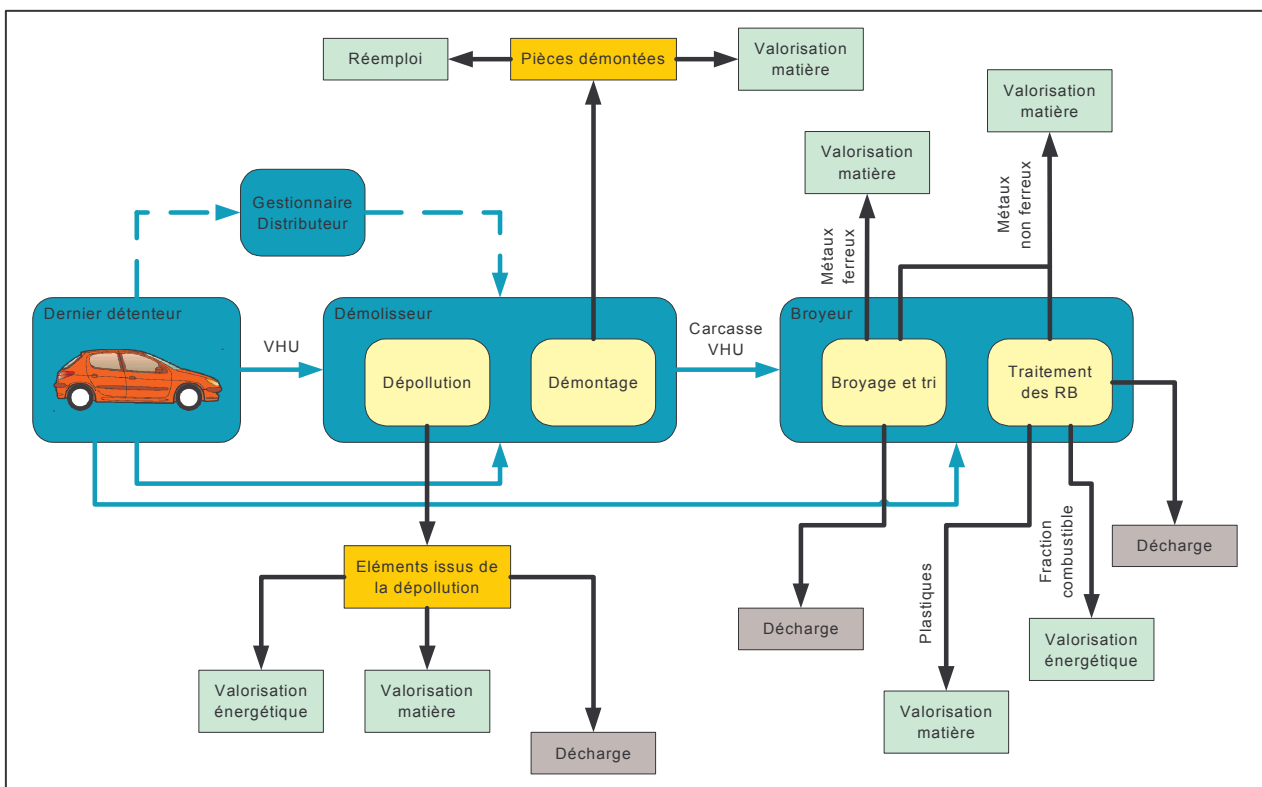 Réemploi
Pièces démontées
Valorisation
matière
Valorisation
matière
Valorisation
matière
Gestionnaire
Distributeur
Métaux
ferreux
Métaux
non ferreux
Dernier détenteur
VHU
Démolisseur
Dépollution
Démontage
Carcasse
VHU
Broyeur
Broyage et tri
Traitement
des RB
Eléments issus de
la dépollution
Valorisation
énergétique
Valorisation
matière
Décharge
Décharge
Plastiques
Fraction
combustible
Décharge
Valorisation
énergétique
Valorisation
matière